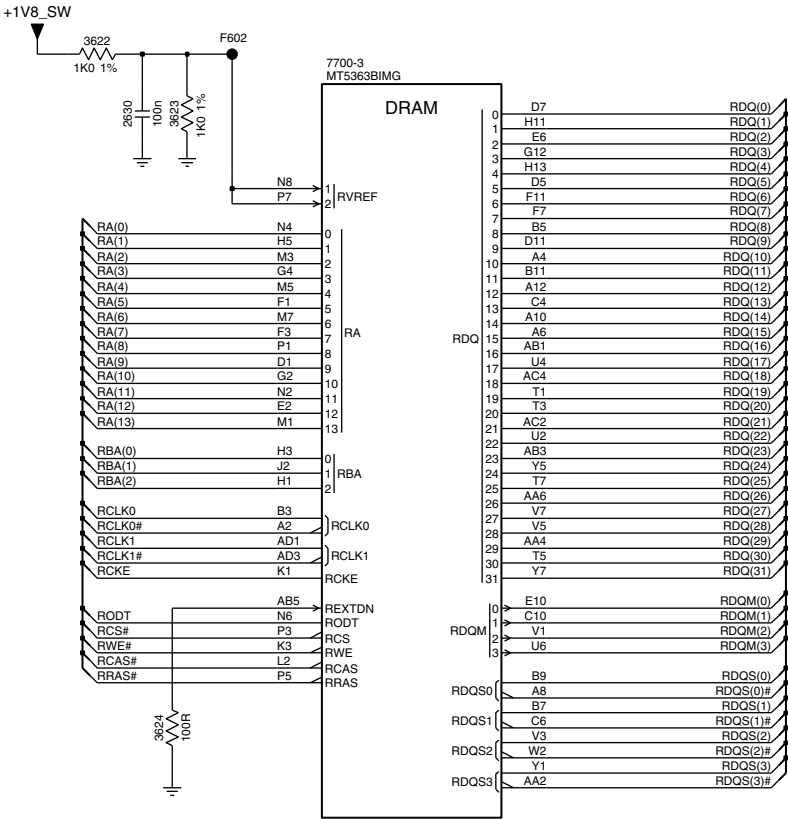 +1V8_SW
3622
1K0 1%
F602
2630
100n
3623
1K0 1%
7700-3
MT5363BIMG
DRAM
N8 1
P7 2
RVREF
RA(0) N4 0
RA(1) H5 1
RA(2) M3 2
RA(3) G4 3
RA(4) M5 4
RA(5) F1 5
RA(6) M7 6
RA(7) F3 7
RA(8) P1 8
RA(9) D1 9
RA(10) G2 10
RA(11) N2 11
RA(12) E2 12
RA(13) M1 13
RA
RBA(0) H3 0
RBA(1) J2 1
RBA(2) H1 2
RBA
RCLK0 B3
RCLK0# A2
RCLK0
RCLK1 AD1
RCLK1# AD3
RCLK1
RCKE K1 RCKE
AB5 REXTDN
RODT N6 RODT
RCS# P3 RCS
RWE# K3 RWE
RCAS# L2 RCAS
RRAS# P5 RRAS
3624
100R
0 D7 RDQ(0)
1 H11 RDQ(1)
2 E6 RDQ(2)
3 G12 RDQ(3)
4 H13 RDQ(4)
5 D5 RDQ(5)
6 F11 RDQ(6)
7 F7 RDQ(7)
8 B5 RDQ(8)
9 D11 RDQ(9)
10 A4 RDQ(10)
11 B11 RDQ(11)
12 A12 RDQ(12)
13 C4 RDQ(13)
14 A10 RDQ(14)
RDQ 15 A6 RDQ(15)
16 AB1 RDQ(16)
17 U4 RDQ(17)
18 AC4 RDQ(18)
19 T1 RDQ(19)
20 T3 RDQ(20)
21 AC2 RDQ(21)
22 U2 RDQ(22)
23 AB3 RDQ(23)
24 Y5 RDQ(24)
25 T7 RDQ(25)
26 AA6 RDQ(26)
27 V7 RDQ(27)
28 V5 RDQ(28)
29 AA4 RDQ(29)
30 T5 RDQ(30)
31 Y7 RDQ(31)
0 E10 RDQM(0)
1 C10 RDQM(1)
RDQM
2 V1 RDQM(2)
3 U6 RDQM(3)
B9 RDQS(0)
RDQS0
A8 RDQS(0)#
B7 RDQS(1)
RDQS1
C6 RDQS(1)#
V3 RDQS(2)
RDQS2
W2 RDQS(2)#
Y1 RDQS(3)
RDQS3
AA2 RDQS(3)#